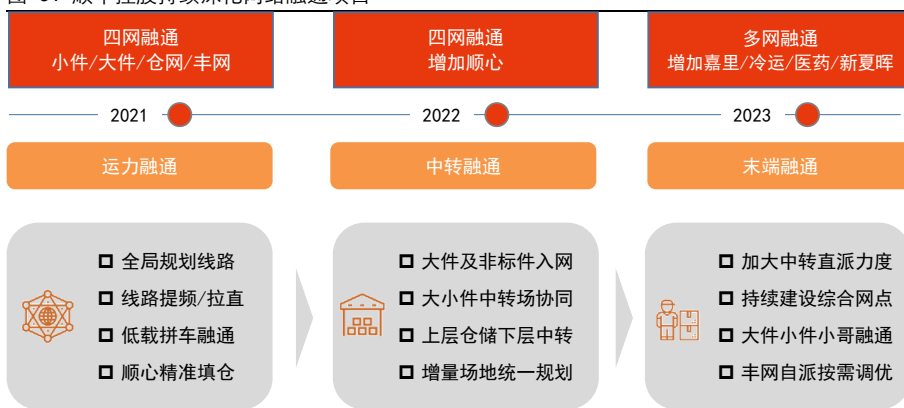 四网融通
小件/大件/仓网/丰网
四网融通
增加顺心
多网融通
增加嘉里/冷运/医药/新夏晖
2021
2022
2023
运力融通
中转融通
末端融通
全局规划线路
线路提频/拉直
低载拼车融通
顺心精准填仓
大件及非标件入网
大小件中转场协同
上层仓储下层中转
增量场地统一规划
加大中转直派力度
持续建设综合网点
大件小件小哥融通
丰网自派按需调优